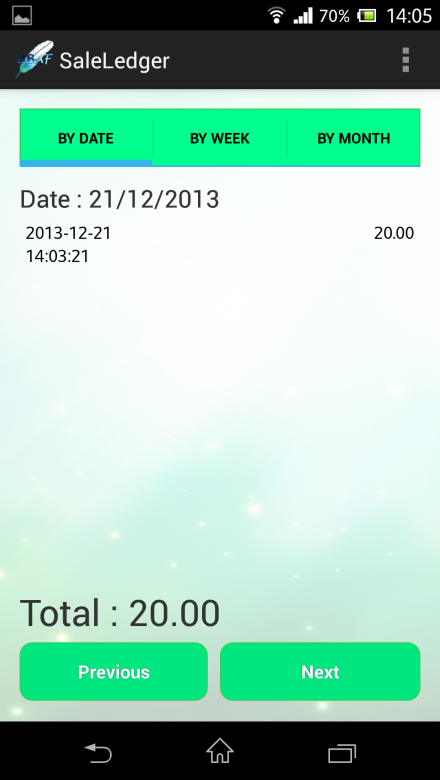 70% 14:05
SaleLedger
BY DATE BY WEEK BY MONTH
Date : 21/12/2013
2013-12-21 20.00
14:03:21
Total : 20.00
Previous Next